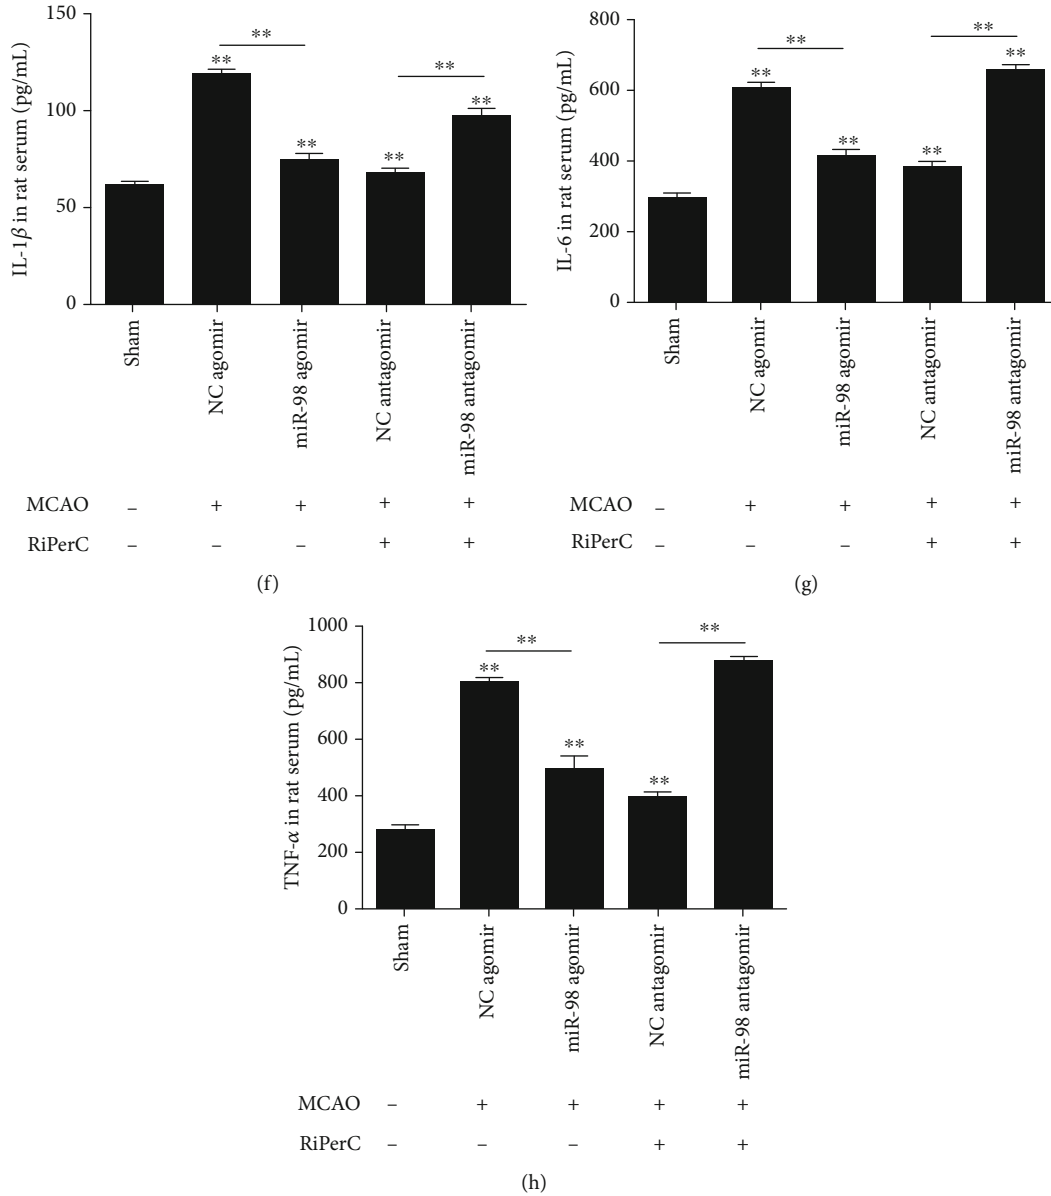 IL-1β in rat serum (pg/mL)
150
100
50
0
**
**
**
**
**
**
Sham
NC agomir
miR-98 agomir
NC antagomir
miR-98 antagomir
MCAO – + + + +
RiPerC – – – + +
(f)
IL-6 in rat serum (pg/mL)
800
600
400
200
0
**
**
**
**
**
**
Sham
NC agomir
miR-98 agomir
NC antagomir
miR-98 antagomir
MCAO – + + + +
RiPerC – – – + +
(g)
TNF-α in rat serum (pg/mL)
1000
800
600
400
200
0
**
**
**
**
**
Sham
NC agomir
miR-98 agomir
NC antagomir
miR-98 antagomir
MCAO – + + + +
RiPerC – – – + +
(h)